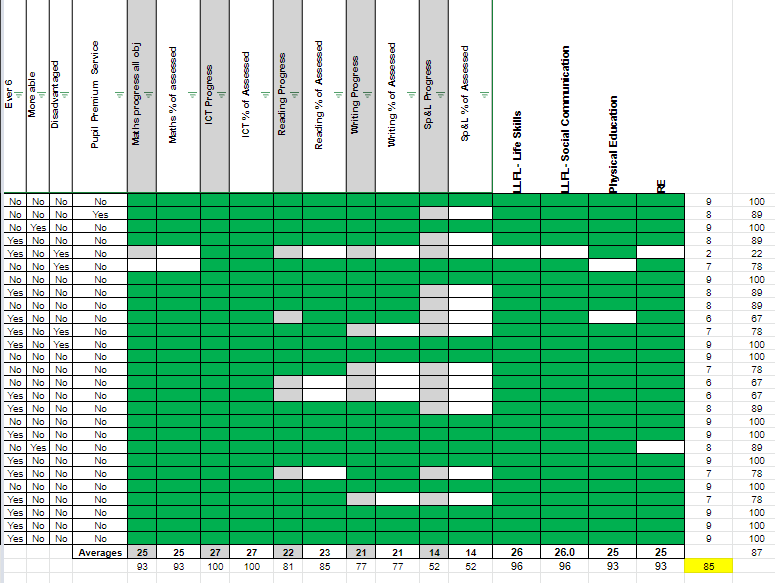 Ever 6
More able
Disadvantaged
Pupil Premium Service
Maths progress all obj
Maths % of assessed
ICT Progress
ICT % of Assessed
Reading Progress
Reading % of Assessed
Writing Progress
Writing % of Assessed
Sp&L Progress
Sp&L % of Assessed
LLFL- Life Skills
LLFL- Social Communication
Physical Education
RE
No No No No 9 100
No No No Yes 8 89
No Yes No No 9 100
Yes No No No 8 89
Yes No Yes No 2 22
No No Yes No 7 78
No No No No 9 100
Yes No No No 8 89
No No No No 8 89
Yes No No No 6 67
Yes No Yes No 7 78
Yes No Yes No 9 100
No No No No 9 100
No No No No 7 78
No No No No 6 67
Yes No No No 6 67
Yes No No No 8 89
No No No No 9 100
Yes No No No 9 100
No Yes No No 8 89
Yes No No No 9 100
Yes No No No 7 78
No No No No 9 100
Yes No No No 7 78
Yes No No No 9 100
Yes No No No 9 100
Yes No No No 9 100
Averages 25 25 27 27 22 23 21 21 14 14 26 26.0 25 25 87
93 93 100 100 81 85 77 77 52 52 96 96 93 93 85